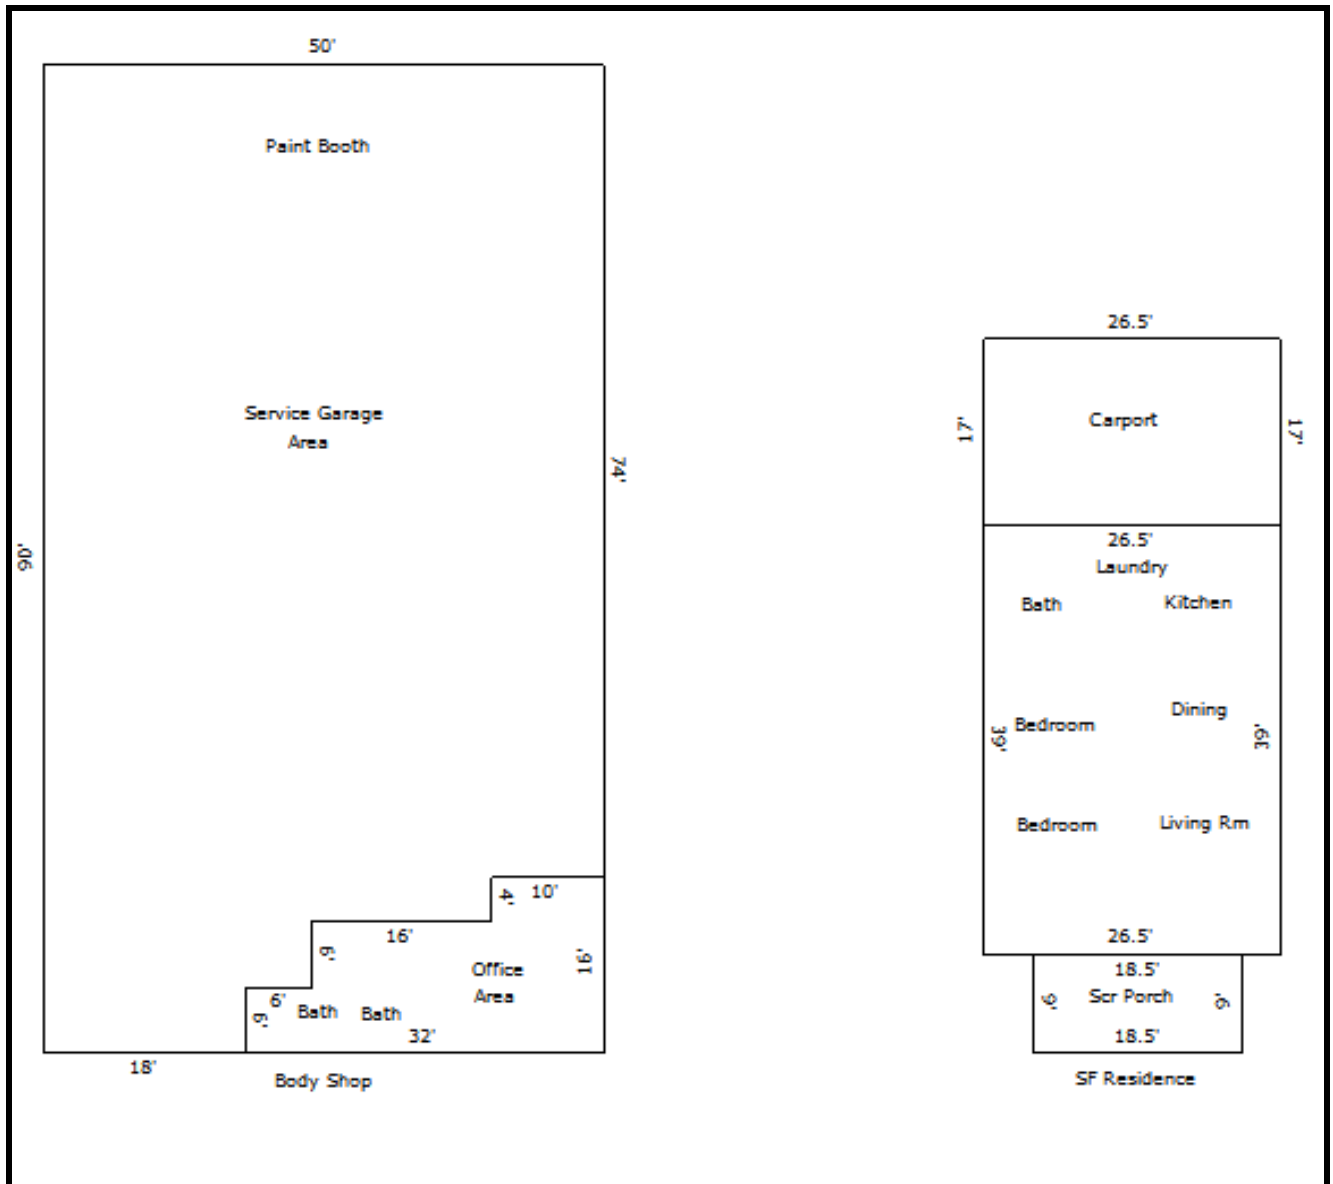 50'
Paint Booth
26.5'
Service Garage
Area
Carport
17'
17'
74'
90'
26.5'
Laundry
Bath
Kitchen
Dining
Bedroom
39'
39'
Bedroom
Living Rm
4'
10'
16'
26.5'
6'
Office
Area
16'
18.5'
Scr Porch
9'
9'
6'
6'
Bath
Bath
32'
18.5'
18'
Body Shop
SF Residence